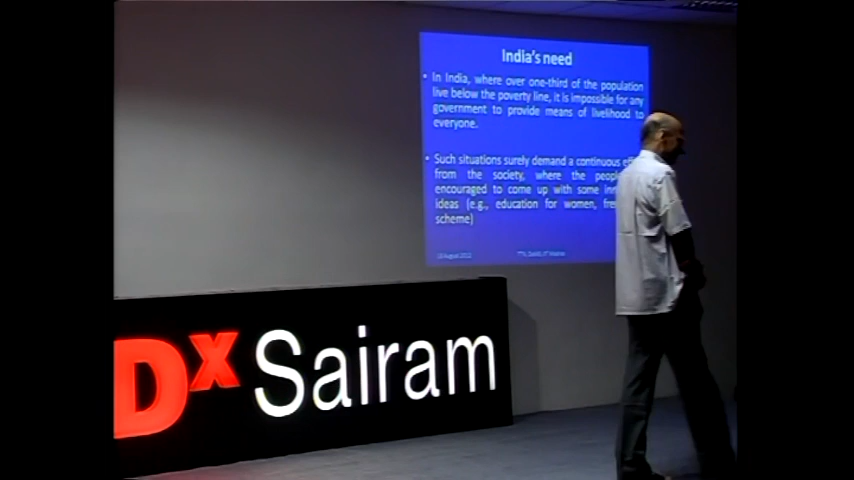 India's need
• In India, where over one-third of the population
live below the poverty line, it is impossible for any
government to provide means of livelihood to
everyone.
• Such situations surely demand a continuous
from the society, where the
encouraged to come up with some
ideas (e.g., education for women,
scheme)
Dx Sairam